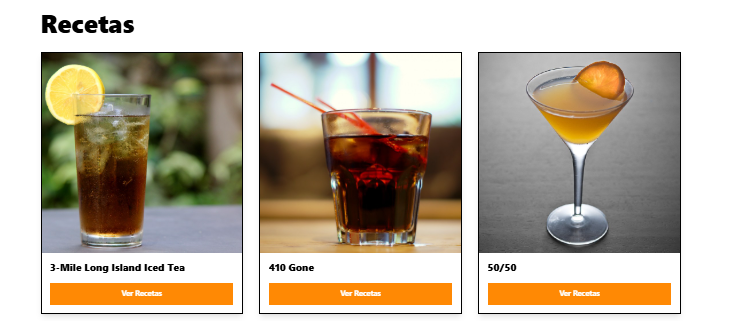 Recetas
3-Mile Long Island Iced Tea
410 Gone
50/50
Ver Recetas
Ver Recetas
Ver Recetas